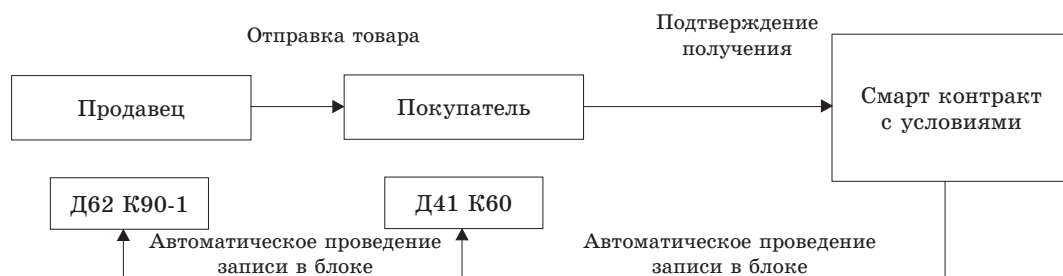 Отправка товара
Подтверждение
получения
Продавец
Покупатель
Смарт контракт
с условиями
Д62 К90-1
Д41 К60
Автоматическое проведение
записи в блоке
Автоматическое проведение
записи в блоке